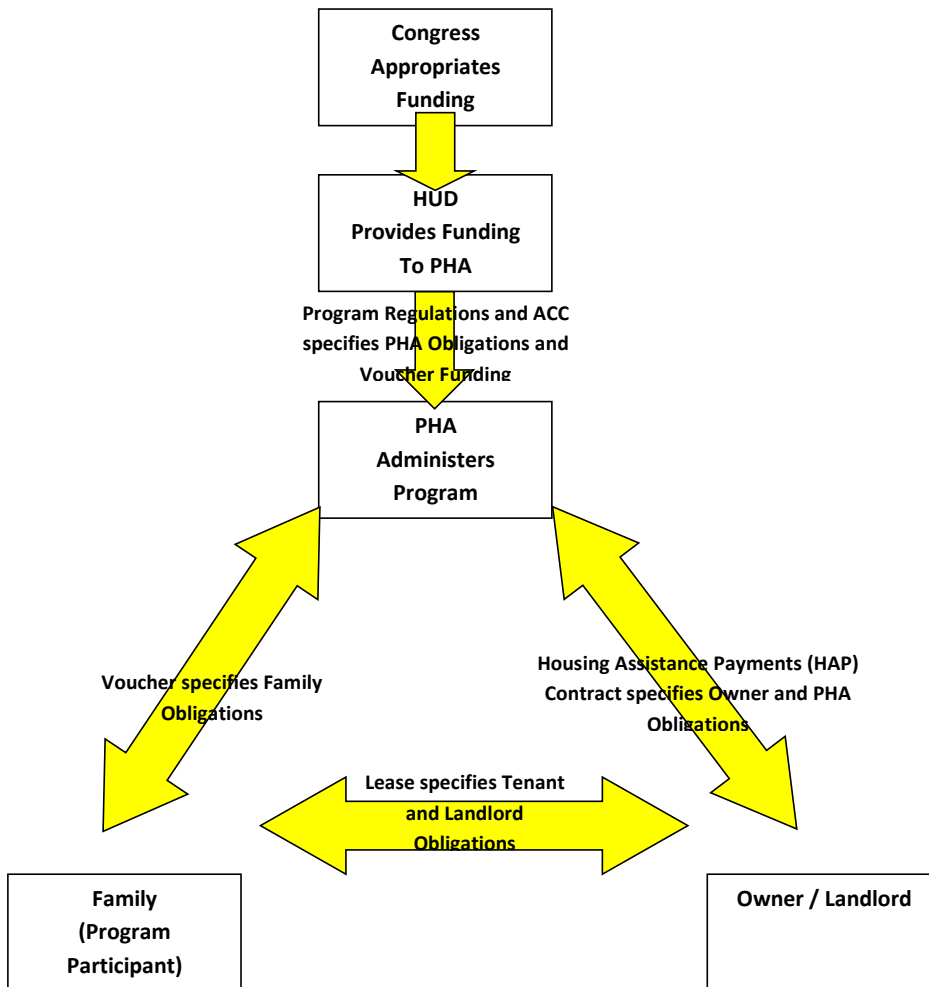 Congress
Appropriates
Funding
HUD
Provides Funding
To PHA
Program Regulations and ACC
specifies PHA Obligations and
Voucher Funding
PHA
Administers
Program
Voucher specifies Family
Obligations
Housing Assistance Payments (HAP)
Contract specifies Owner and PHA
Obligations
Lease specifies Tenant
and Landlord
Obligations
Family
(Program
Participant)
Owner / Landlord